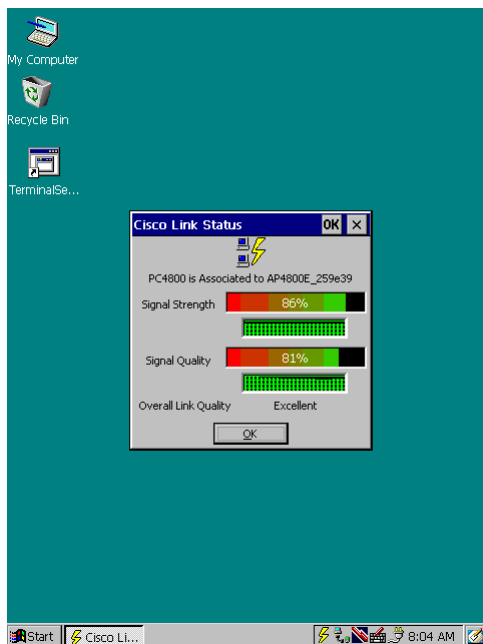 My Computer
Recycle Bin
TerminalSe...
Cisco Link Status
OK
PC4800 is Associated to AP4800E_259e39
Signal Strength
86%
Signal Quality
81%
Overall Link Quality
Excellent
OK
Start
Cisco Li...
8:04 AM